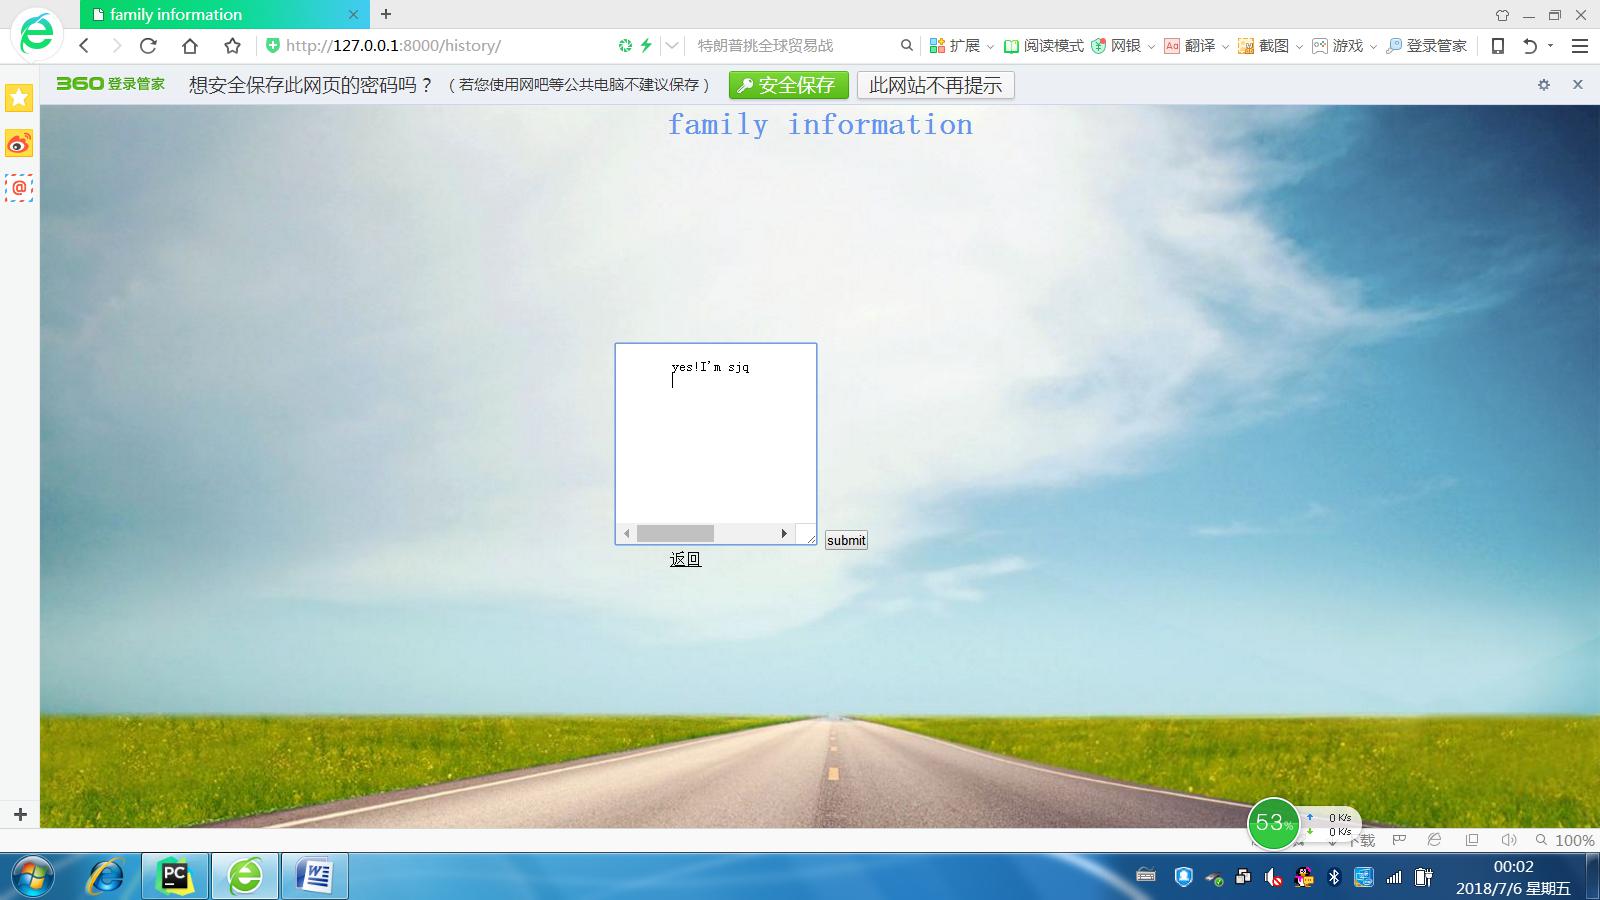 family information
http://127.0.0.1:8000/history/
特朗普挑全球贸易战
扩展
阅读模式
网银
Aa
翻译
截图
游戏
登录管家
360 登录管家
想安全保存此网页的密码吗？
（若您使用网吧等公共电脑不建议保存）
安全保存
此网站不再提示
family information
yes!I'm sjq
submit
返回
53%
0 K/s
0 K/s
下载
100%
PC
00:02
2018/7/6 星期五